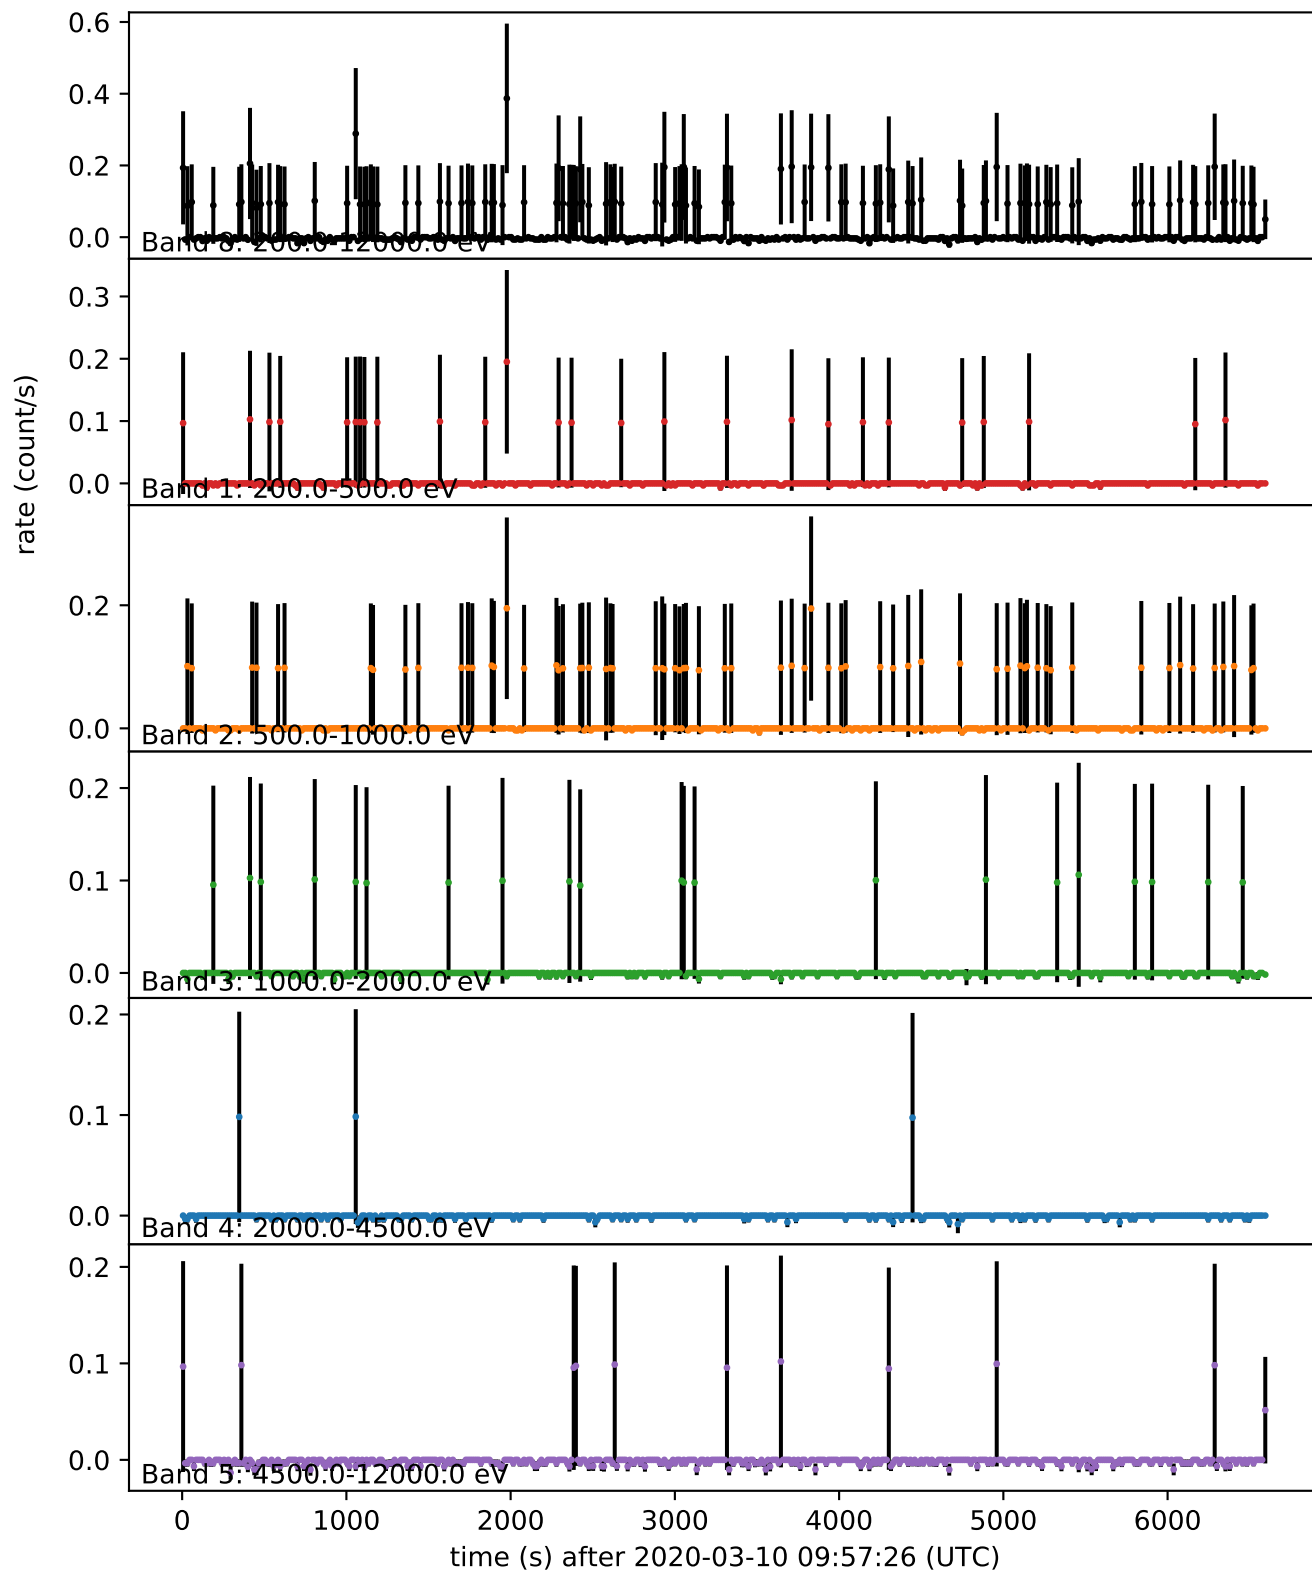 0.6
0.4
0.2
0.0
Band 8: 200.0-12000.0 eV
0.3
0.2
0.1
0.0
Band 1: 200.0-500.0 eV
rate (count/s)
0.2
0.0
Band 2: 500.0-1000.0 eV
0.2
0.1
0.0
Band 3: 1000.0-2000.0 eV
0.2
0.1
0.0
Band 4: 2000.0-4500.0 eV
0.2
0.1
0.0
Band 5: 4500.0-12000.0 eV
0 1000 2000 3000 4000 5000 6000
time (s) after 2020-03-10 09:57:26 (UTC)